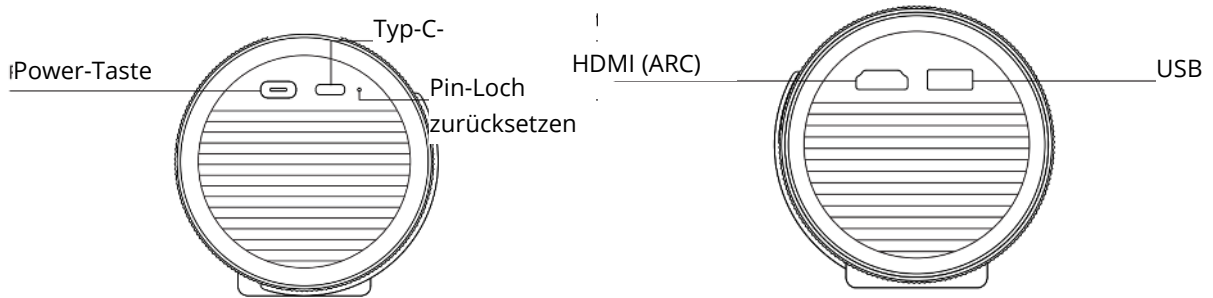 Typ-C-
Power-Taste
Pin-Loch
zurücksetzen
HDMI (ARC)
USB